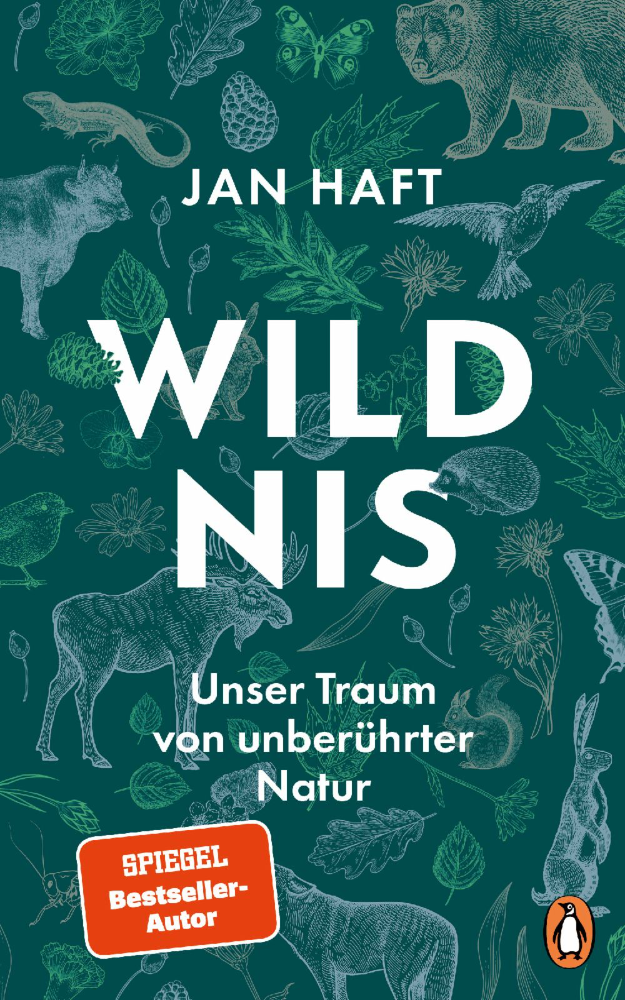 JAN HAFT
WILD
NIS
Unser Traum
von unberührter
Natur
SPIEGEL
Bestseller-
Autor